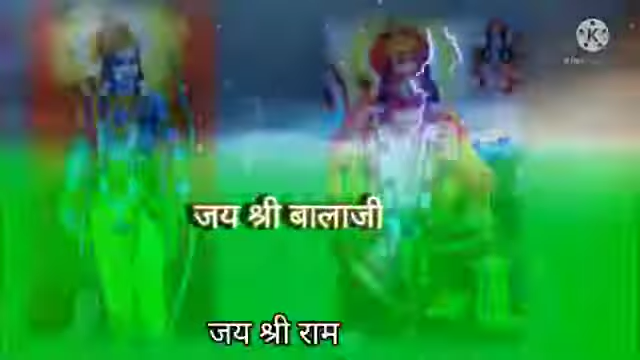 जय श्री बालाजी
जय श्री राम